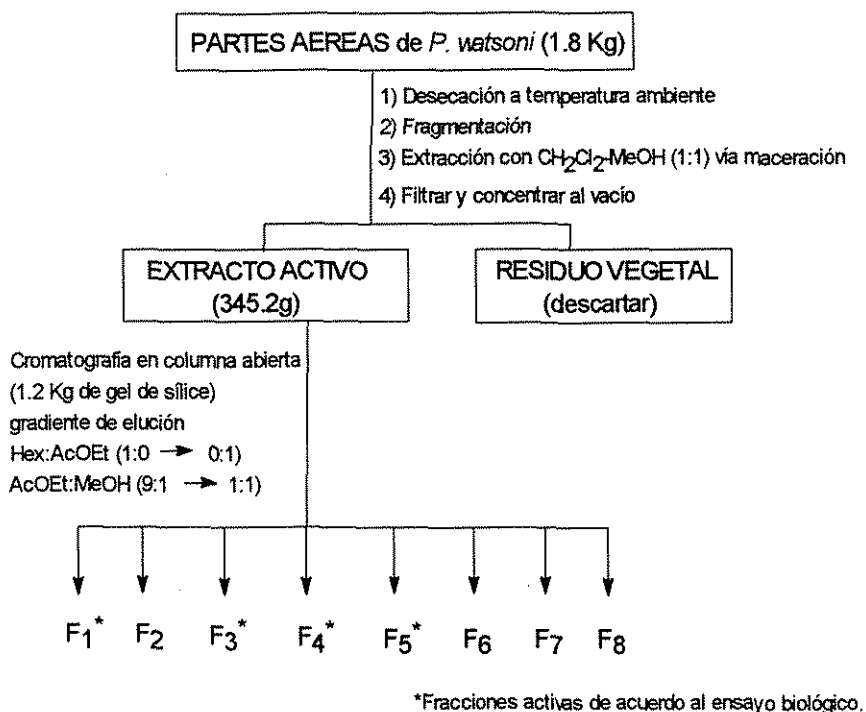 PARTES AEREAS de P. watsoni (1.8 Kg)
1) Desecación a temperatura ambiente
2) Fragmentación
3) Extracción con CH2Cl2-MeOH (1:1) vía maceración
4) Filtrar y concentrar al vacío
EXTRACTO ACTIVO
(345.2g)
RESIDUO VEGETAL
(descartar)
Cromatografía en columna abierta
(1.2 Kg de gel de sílice)
gradiente de elución
Hex:AcOEt (1:0 → 0:1)
AcOEt:MeOH (9:1 → 1:1)
F1* F2 F3* F4* F5* F6 F7 F8
*Fracciones activas de acuerdo al ensayo biológico.